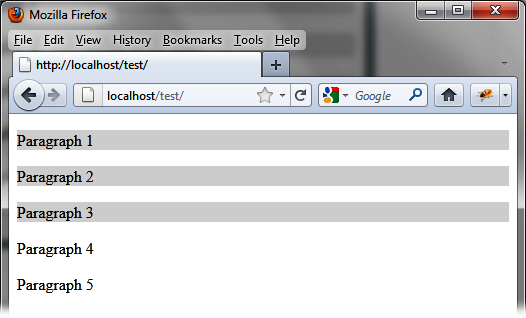 Mozilla Firefox
File Edit View History Bookmarks Tools Help
http://localhost/test/
localhost/test/ Google
Paragraph 1
Paragraph 2
Paragraph 3
Paragraph 4
Paragraph 5